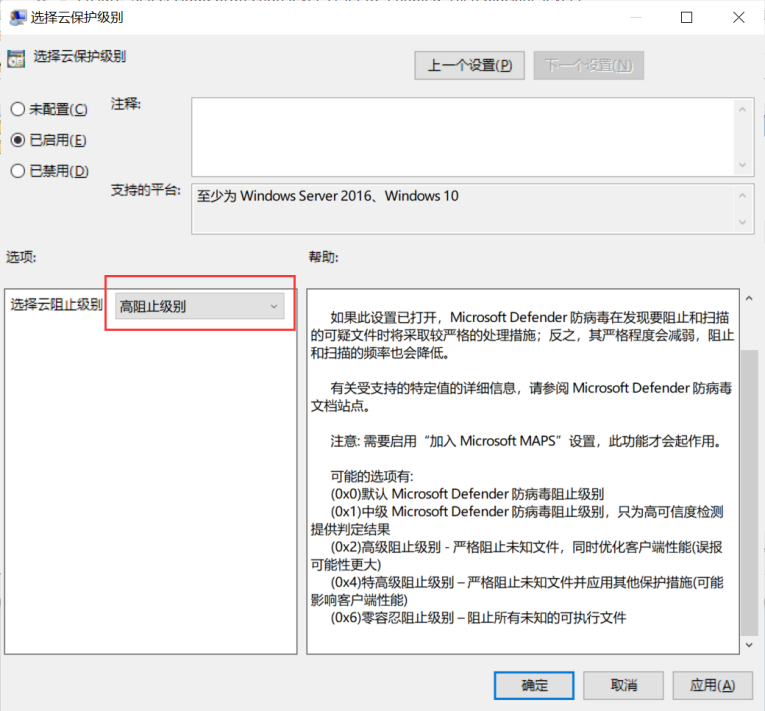 选择云保护级别
选择云保护级别
上一个设置(P)
下一个设置(N)
未配置(C)
注释:
已启用(E)
已禁用(D)
支持的平台:
至少为 Windows Server 2016、Windows 10
选项:
帮助:
选择云阻止级别
高阻止级别
如果此设置已打开，Microsoft Defender 防病毒在发现要阻止和扫描
的可疑文件时将采取较严格的处理措施；反之，其严格程度会减弱，阻止
和扫描的频率也会降低。
有关受支持的特定值的详细信息，请参阅 Microsoft Defender 防病毒
文档站点。
注意: 需要启用“加入 Microsoft MAPS”设置，此功能才会起作用。
可能的选项有:
(0x0)默认 Microsoft Defender 防病毒阻止级别
(0x1)中级 Microsoft Defender 防病毒阻止级别，只为高可信度检测
提供判定结果
(0x2)高级阻止级别 - 严格阻止未知文件，同时优化客户端性能(误报
可能性更大)
(0x4)特高级阻止级别 – 严格阻止未知文件并应用其他保护措施(可能
影响客户端性能)
(0x6)零容忍阻止级别 – 阻止所有未知的可执行文件
确定
取消
应用(A)